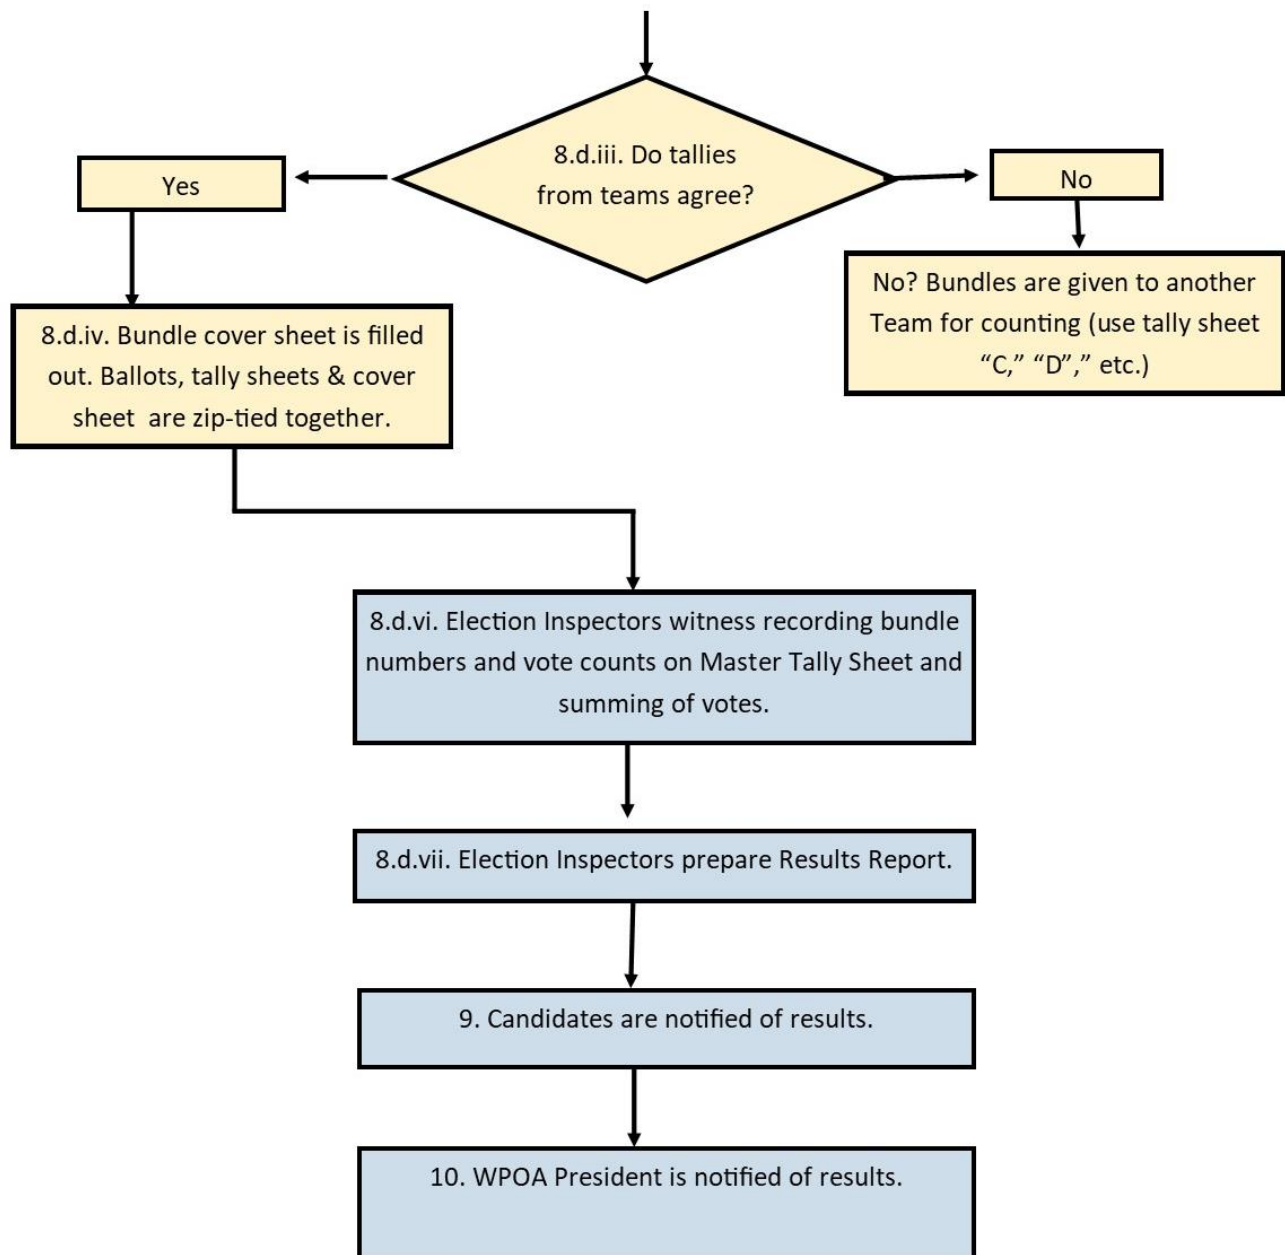 8.d.iii. Do tallies
from teams agree?
Yes
No
8.d.iv. Bundle cover sheet is filled
out. Ballots, tally sheets & cover
sheet  are zip-tied together.
No? Bundles are given to another
Team for counting (use tally sheet
“C,” “D”,” etc.)
8.d.vi. Election Inspectors witness recording bundle
numbers and vote counts on Master Tally Sheet and
summing of votes.
8.d.vii. Election Inspectors prepare Results Report.
9. Candidates are notified of results.
10. WPOA President is notified of results.